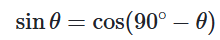 sin θ = cos(90° − θ)